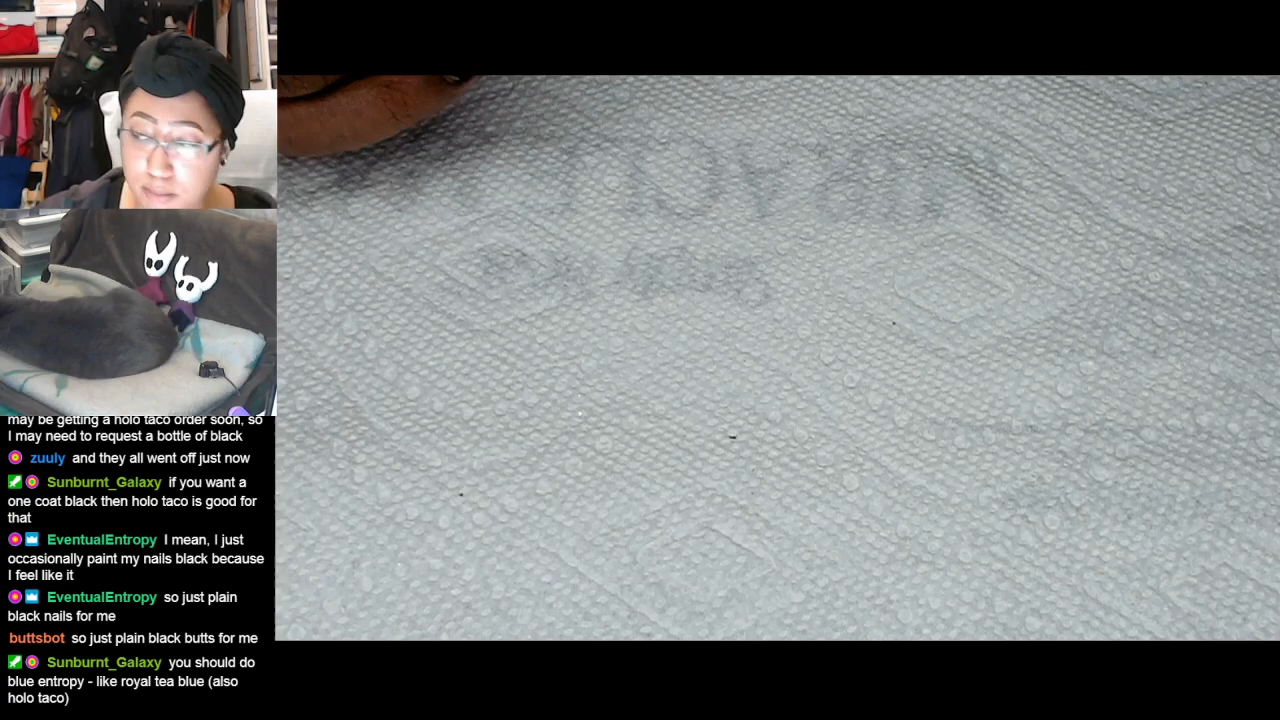 may be getting a holo taco order soon, so
I may need to request a bottle of black
zuuly and they all went off just now
Sunburnt_Galaxy if you want a
one coat black then holo taco is good for
that
EventualEntropy I mean, I just
occasionally paint my nails black because
I feel like it
EventualEntropy so just plain
black nails for me
buttsbot so just plain black butts for me
Sunburnt_Galaxy you should do
blue entropy - like royal tea blue (also
holo taco)